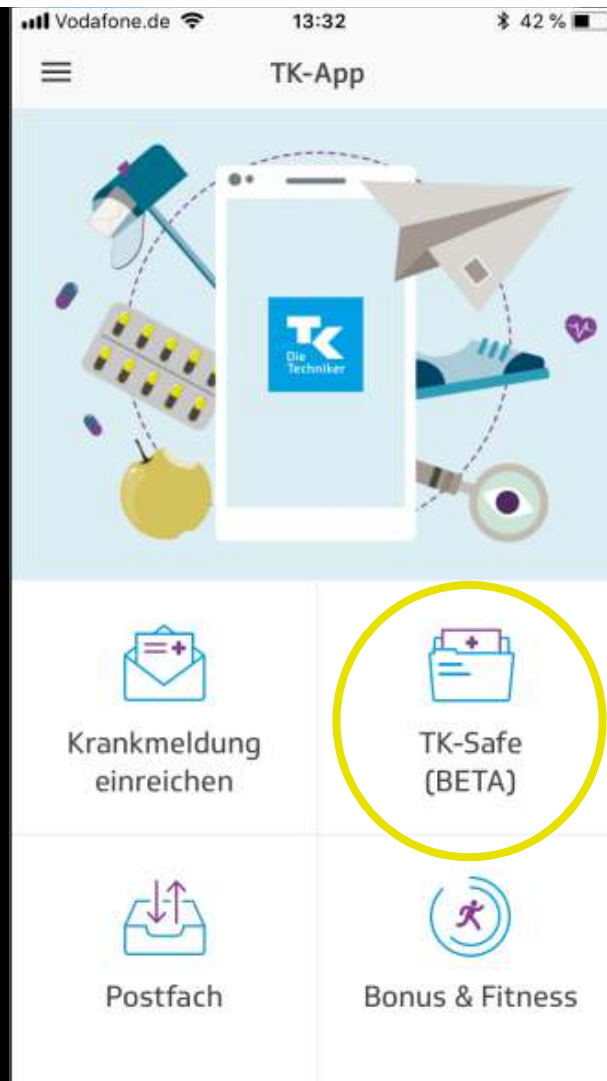 Vodafone.de 13:32 42 %
TK-App
TK
Die
Techniker
Krankmeldung
einreichen
TK-Safe
(BETA)
Postfach
Bonus & Fitness